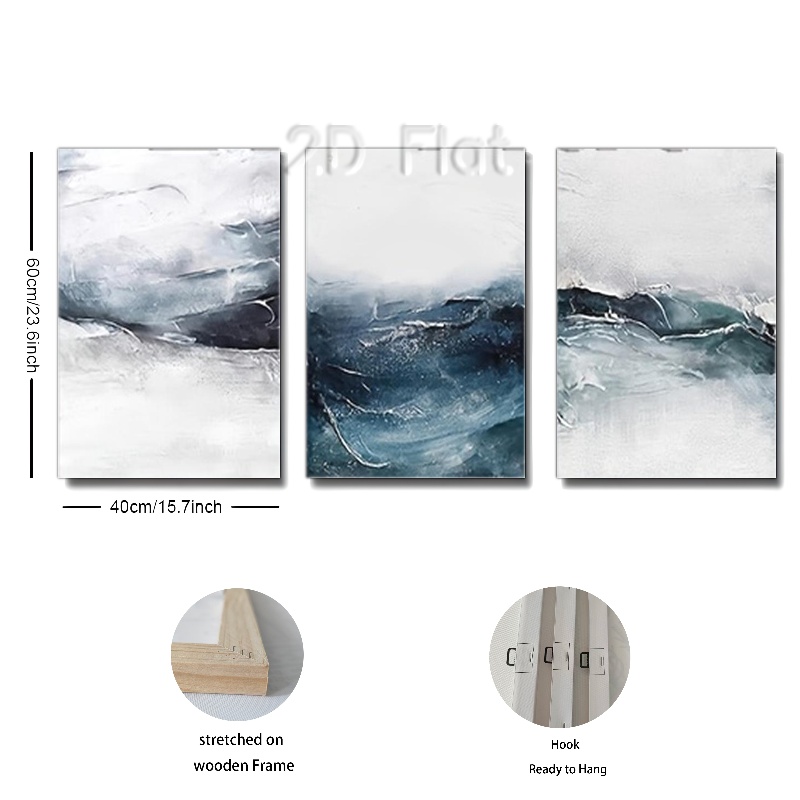 2D Flat
60cm/23.6inch
40cm/15.7inch
stretched on
wooden Frame
Hook
Ready to Hang